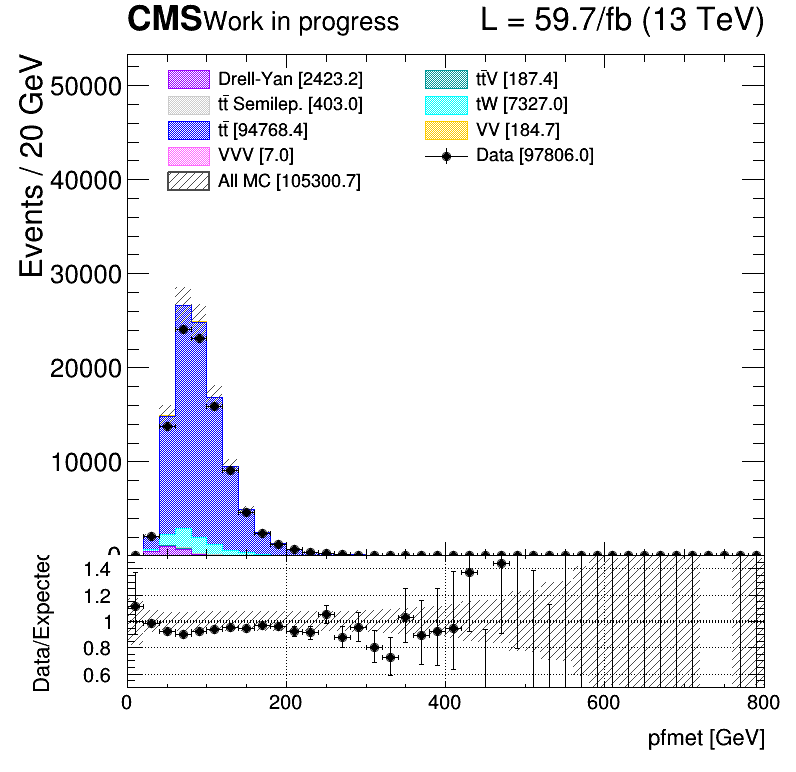 CMS Work in progress L = 59.7/fb (13 TeV)
Events / 20 GeV
50000
40000
30000
20000
10000
0
Drell-Yan [2423.2]
tt̄ Semilep. [403.0]
tt̄ [94768.4]
VVV [7.0]
All MC [105300.7]
tt̄V [187.4]
tW [7327.0]
VV [184.7]
Data [97806.0]
Data/Expected
1.4
1.2
1
0.8
0.6
0 200 400 600 800
pfmet [GeV]